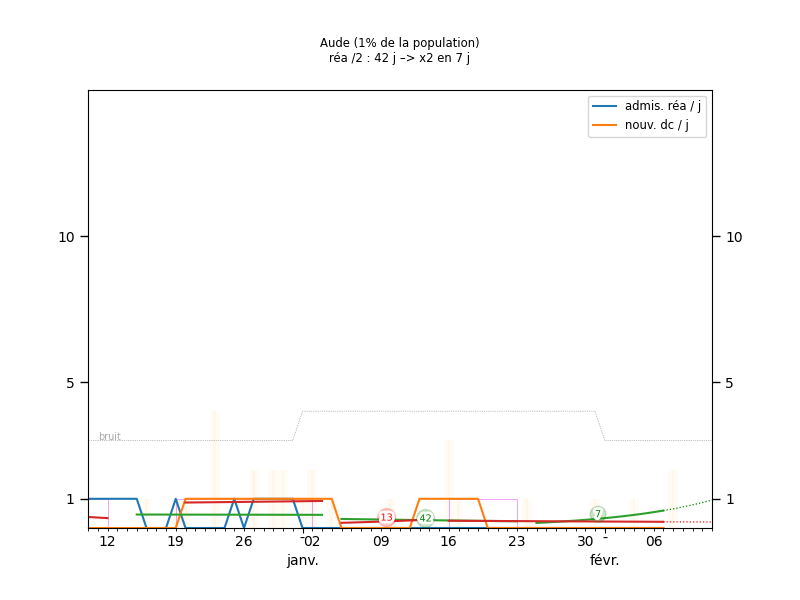 Aude (1% de la population)
réa /2 : 42 j –> x2 en 7 j
admis. réa / j
nouv. dc / j
10 10
5 5
bruit
1 1
13 42 7
12 19 26 02 09 16 23 30 06
janv. févr.